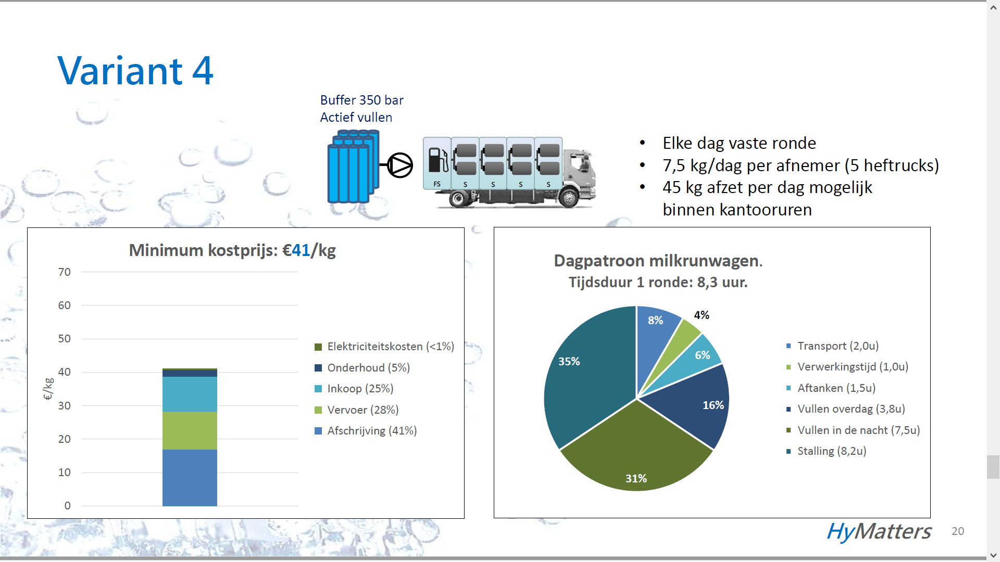 Variant 4
Buffer 350 bar
Actief vullen
FS
S
S
S
S
• Elke dag vaste ronde
• 7,5 kg/dag per afnemer (5 heftrucks)
• 45 kg afzet per dag mogelijk
binnen kantooruren
Minimum kostprijs: €41/kg
70
60
50
40
30
20
10
0
€/kg
Elektriciteitskosten (<1%)
Onderhoud (5%)
Inkoop (25%)
Vervoer (28%)
Afschrijving (41%)
Dagpatroon milkrunwagen.
Tijdsduur 1 ronde: 8,3 uur.
8%
4%
6%
16%
31%
35%
Transport (2,0u)
Verwerkingstijd (1,0u)
Aftanken (1,5u)
Vullen overdag (3,8u)
Vullen in de nacht (7,5u)
Stalling (8,2u)
HyMatters
20